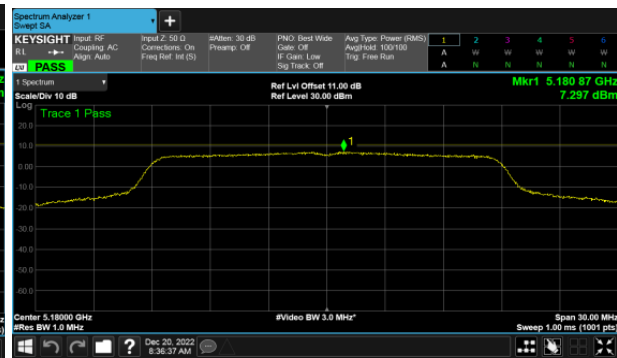 Spectrum Analyzer 1
Swept SA
KEYSIGHT
RL
PASS
Input: RF
Coupling: AC
Align: Auto
Input Z: 50 Ω
Corrections: On
Freq Ref: Int (S)
#Atten: 30 dB
Preamp: Off
PNO: Best Wide
Gate: Off
IF Gain: Low
Sig Track: Off
Avg Type: Power (RMS)
Avg|Hold: 100/100
Trig: Free Run
1 2 3 4 5 6
A W W W W W
A N N N N N
1 Spectrum
Scale/Div 10 dB
Ref Lvl Offset 11.00 dB
Ref Level 30.00 dBm
Mkr1 5.180 87 GHz
7.297 dBm
Log
Trace 1 Pass
20.0
10.0
0.00
-10.0
-20.0
-30.0
-40.0
-50.0
-60.0
1
Center 5.18000 GHz
#Res BW 1.0 MHz
#Video BW 3.0 MHz*
Span 30.00 MHz
Sweep 1.00 ms (1001 pts)
?
Dec 20, 2022
8:36:37 AM